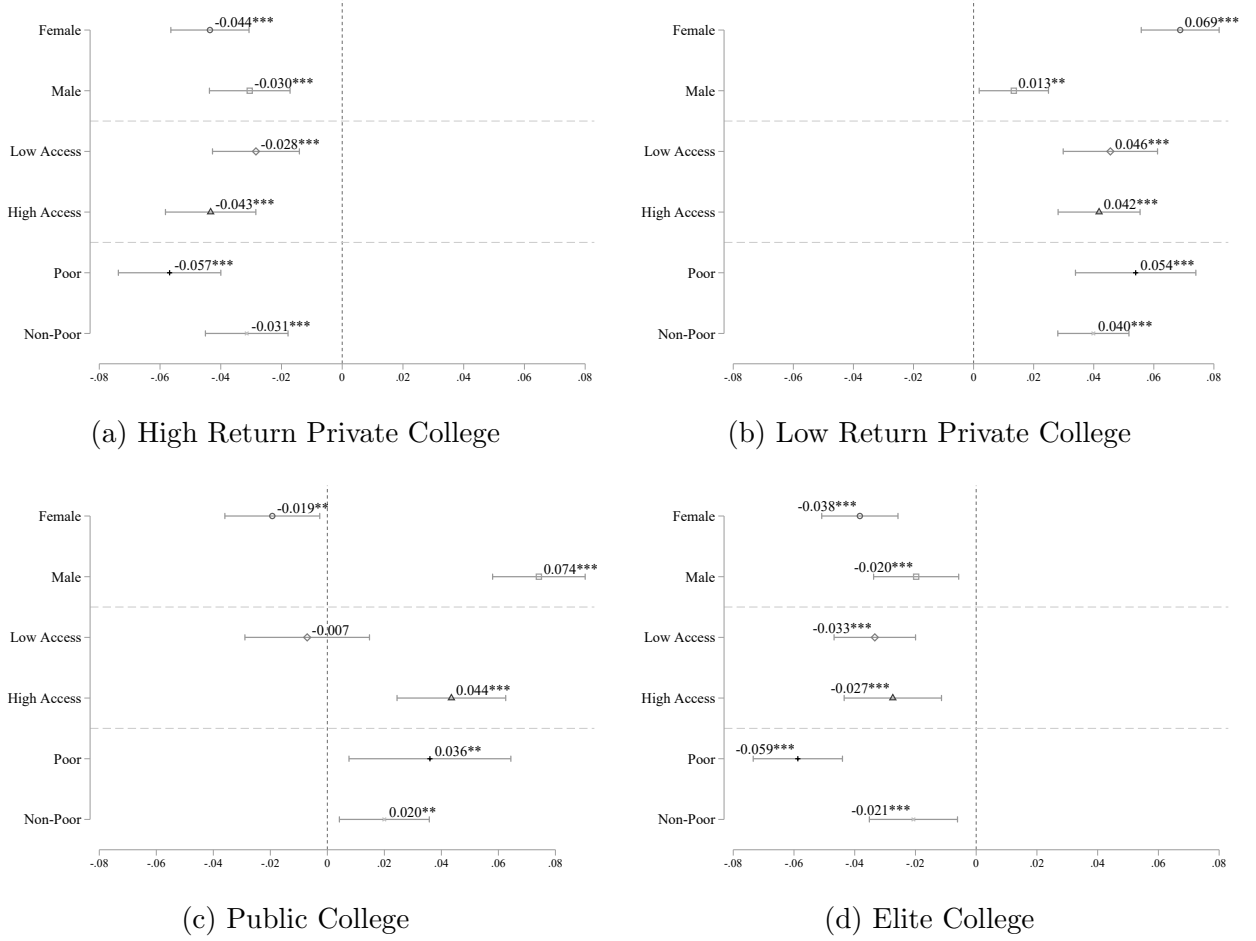 Female -0.044***
Male -0.030***
Low Access -0.028***
High Access -0.043***
Poor -0.057***
Non-Poor -0.031***
-.08 -.06 -.04 -.02 0 .02 .04 .06 .08
(a) High Return Private College
Female 0.069***
Male 0.013**
Low Access 0.046***
High Access 0.042***
Poor 0.054***
Non-Poor 0.040***
-.08 -.06 -.04 -.02 0 .02 .04 .06 .08
(b) Low Return Private College
Female -0.019**
Male 0.074***
Low Access -0.007
High Access 0.044***
Poor 0.036**
Non-Poor 0.020**
-.08 -.06 -.04 -.02 0 .02 .04 .06 .08
(c) Public College
Female -0.038***
Male -0.020***
Low Access -0.033***
High Access -0.027***
Poor -0.059***
Non-Poor -0.021***
-.08 -.06 -.04 -.02 0 .02 .04 .06 .08
(d) Elite College